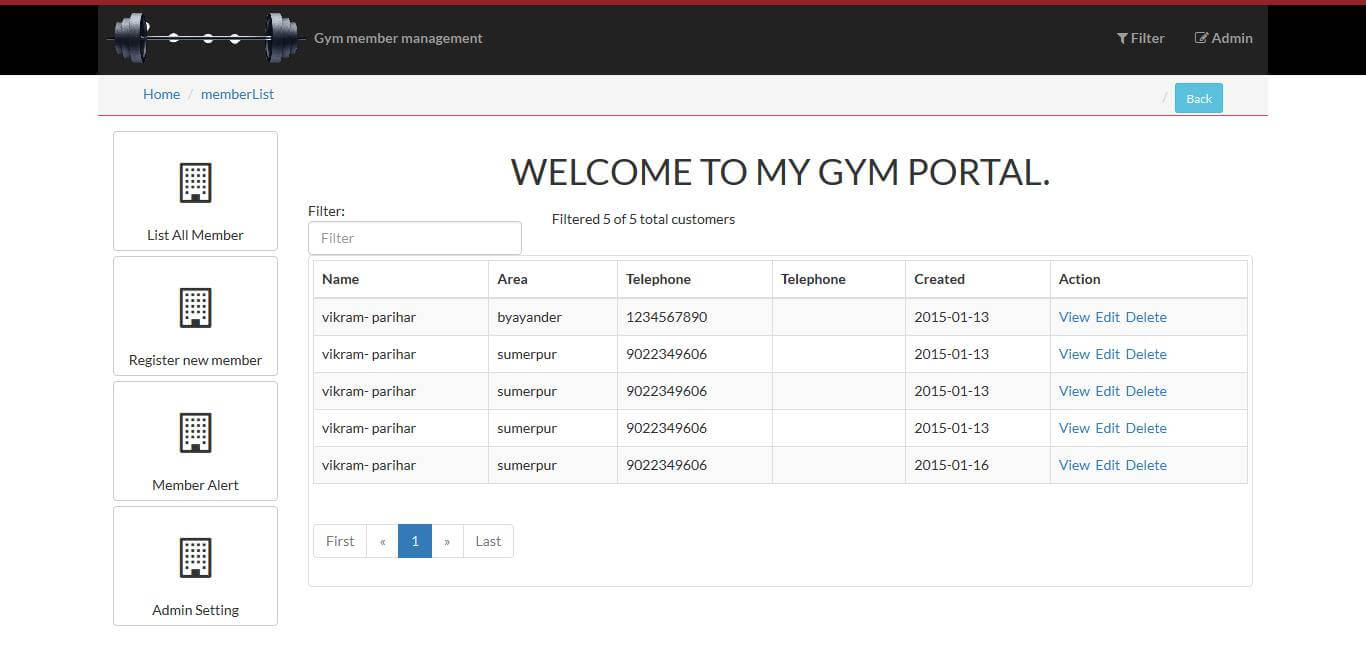 Gym member management Filter Admin
Home / memberList / Back
List All Member
Register new member
Member Alert
Admin Setting
WELCOME TO MY GYM PORTAL.
Filter:
Filter
Filtered 5 of 5 total customers
Name Area Telephone Telephone Created Action
vikram- parihar byayander 1234567890 2015-01-13 View Edit Delete
vikram- parihar sumerpur 9022349606 2015-01-13 View Edit Delete
vikram- parihar sumerpur 9022349606 2015-01-13 View Edit Delete
vikram- parihar sumerpur 9022349606 2015-01-13 View Edit Delete
vikram- parihar sumerpur 9022349606 2015-01-16 View Edit Delete
First « 1 » Last